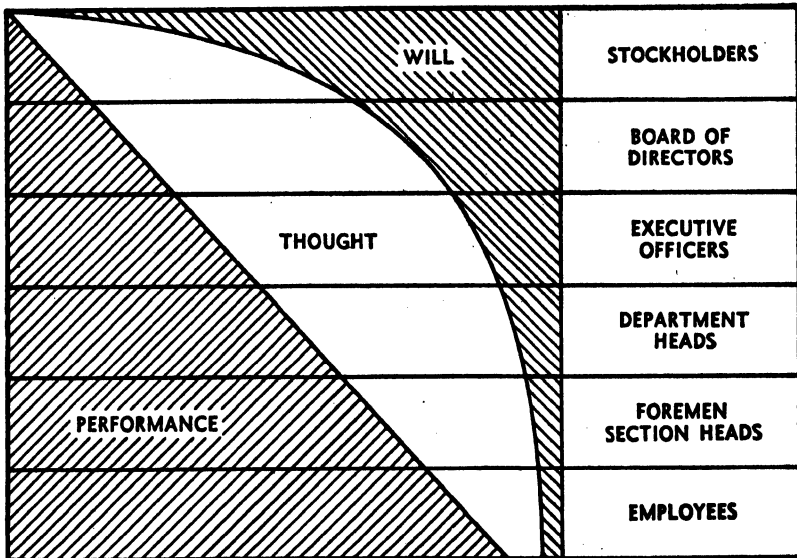 WILL
STOCKHOLDERS
BOARD OF
DIRECTORS
THOUGHT
EXECUTIVE
OFFICERS
DEPARTMENT
HEADS
PERFORMANCE
FOREMEN
SECTION HEADS
EMPLOYEES